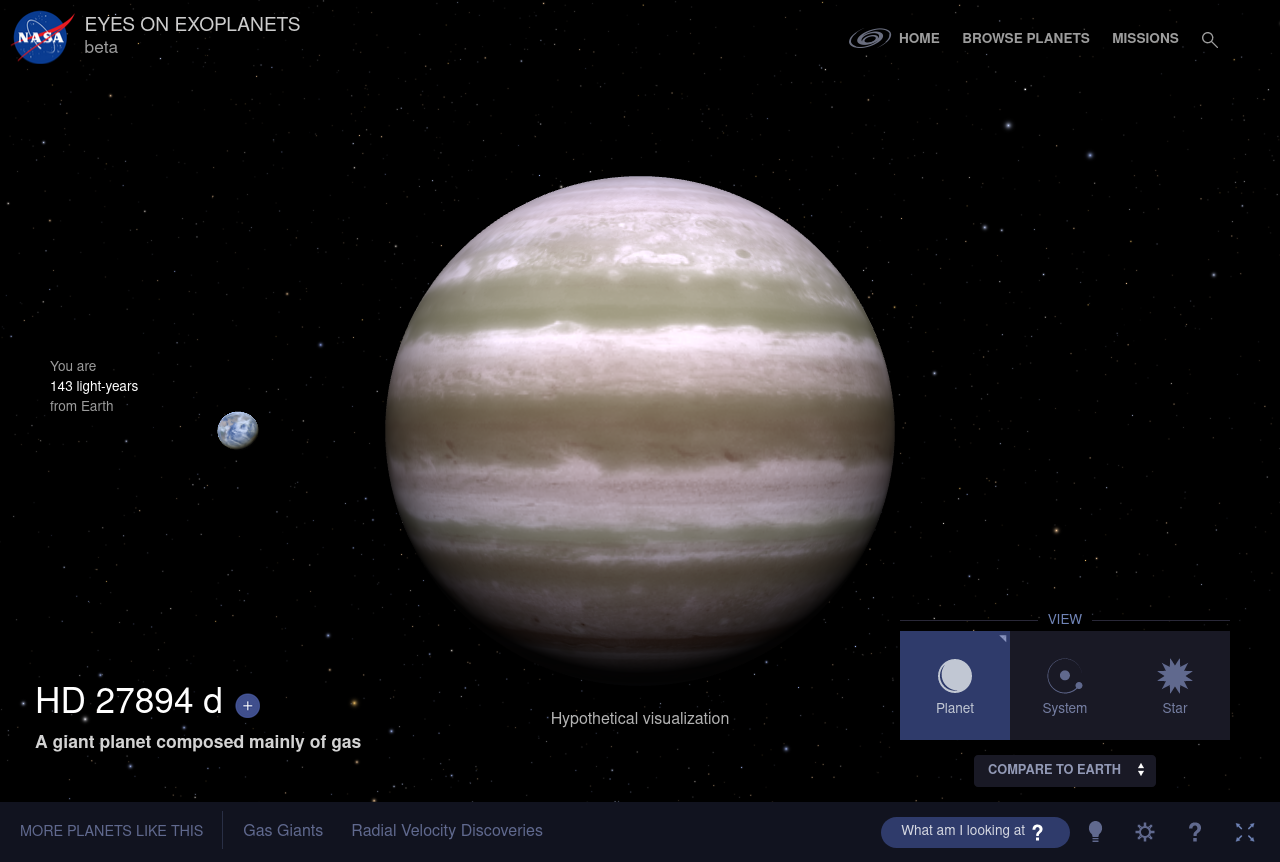 NASA
EYES ON EXOPLANETS
beta
HOME
BROWSE PLANETS
MISSIONS
You are
143 light-years
from Earth
VIEW
Planet
System
Star
HD 27894 d +
A giant planet composed mainly of gas
Hypothetical visualization
COMPARE TO EARTH
MORE PLANETS LIKE THIS
Gas Giants
Radial Velocity Discoveries
What am I looking at ?
?